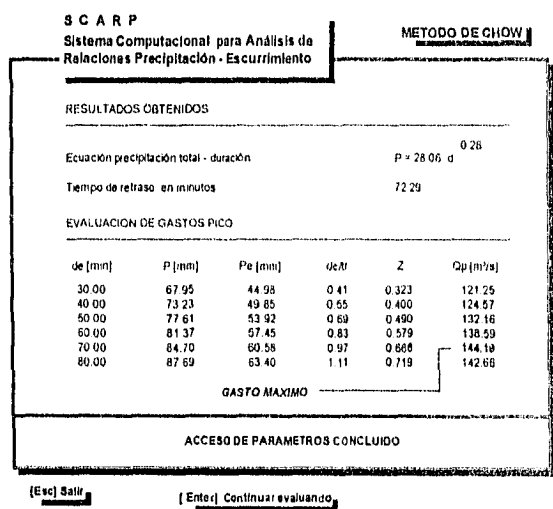 S C A R P
Sistema Computacional para Análisis de
Relaciones Precipitación - Escurrimiento
METODO DE CHOW
RESULTADOS OBTENIDOS
Ecuación precipitación total - duración P = 28.06 d 0.28
Tiempo de retraso en minutos 72.29
EVALUACION DE GASTOS PICO
de [min] P [mm] Pe [mm] de/tr Z Qp [m³/s]
30.00 67.95 44.98 0.41 0.323 121.25
40.00 73.23 49.85 0.55 0.400 124.57
50.00 77.61 53.92 0.69 0.490 132.16
60.00 81.37 57.45 0.83 0.579 138.59
70.00 84.70 60.58 0.97 0.666 144.19
80.00 87.69 63.40 1.11 0.719 142.66
GASTO MAXIMO
ACCESO DE PARAMETROS CONCLUIDO
[Esc] Salir
[ Enter] Continuar evaluando